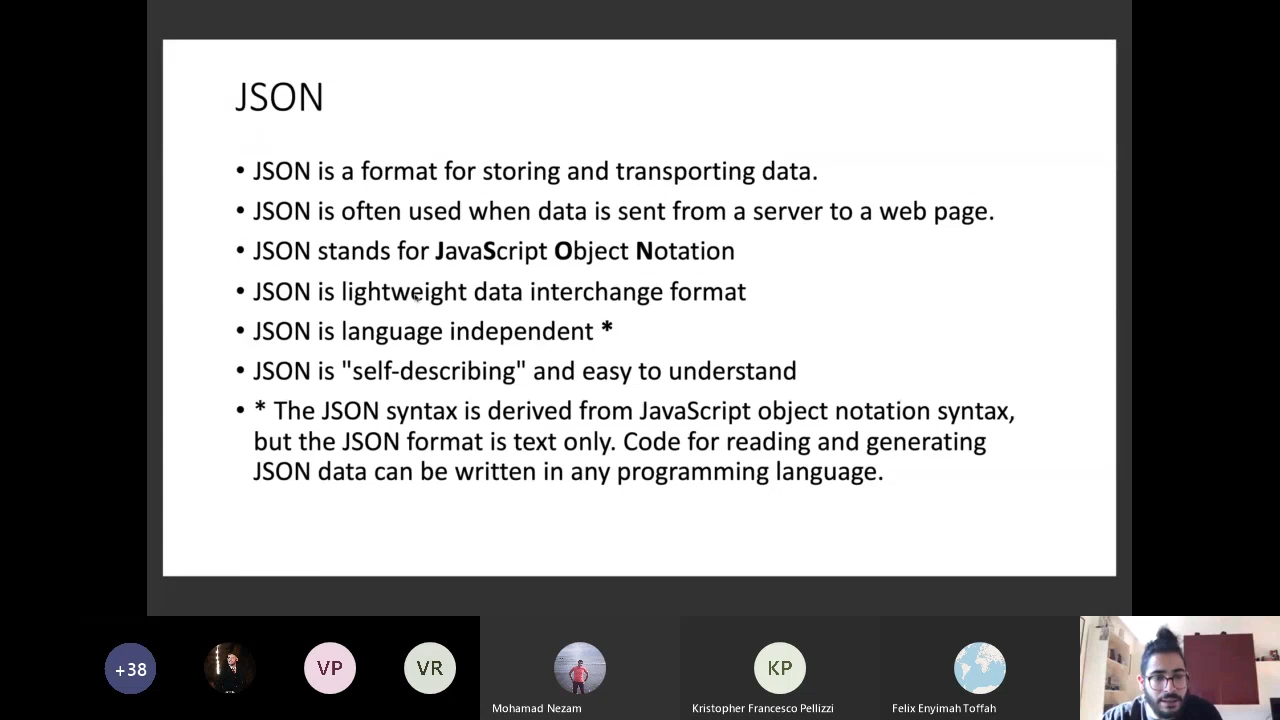 JSON
• JSON is a format for storing and transporting data.
• JSON is often used when data is sent from a server to a web page.
• JSON stands for JavaScript Object Notation
• JSON is lightweight data interchange format
• JSON is language independent *
• JSON is "self-describing" and easy to understand
• * The JSON syntax is derived from JavaScript object notation syntax,
but the JSON format is text only. Code for reading and generating
JSON data can be written in any programming language.
+38
VP
VR
KP
Mohamad Nezam
Kristopher Francesco Pellizzi
Felix Enyimah Toffah